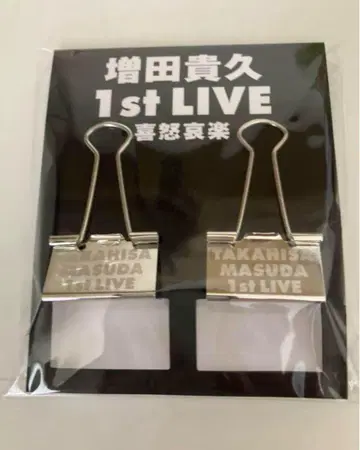 増田貴久
1st LIVE
喜怒哀楽
TAKAHISA
MASUDA
1st LIVE
TAKAHISA
MASUDA
1st LIVE